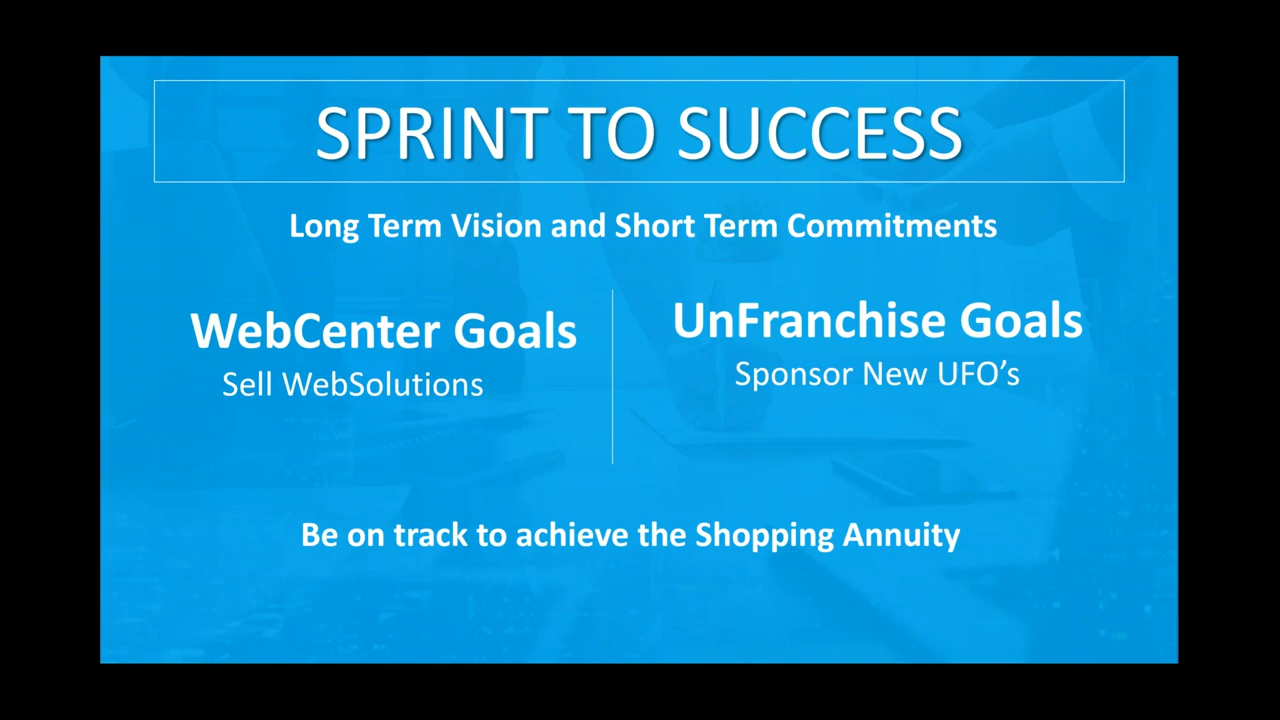 SPRINT TO SUCCESS
Long Term Vision and Short Term Commitments
WebCenter Goals
Sell WebSolutions
UnFranchise Goals
Sponsor New UFO’s
Be on track to achieve the Shopping Annuity